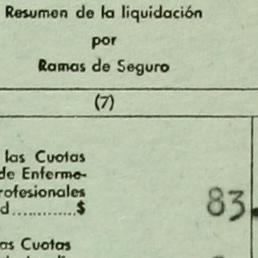 Resumen de la liquidación
por
Ramas de Seguro
(7)
las Cuotas
de Enferme-
rofesionales
d............$ 83.
as Cuotas